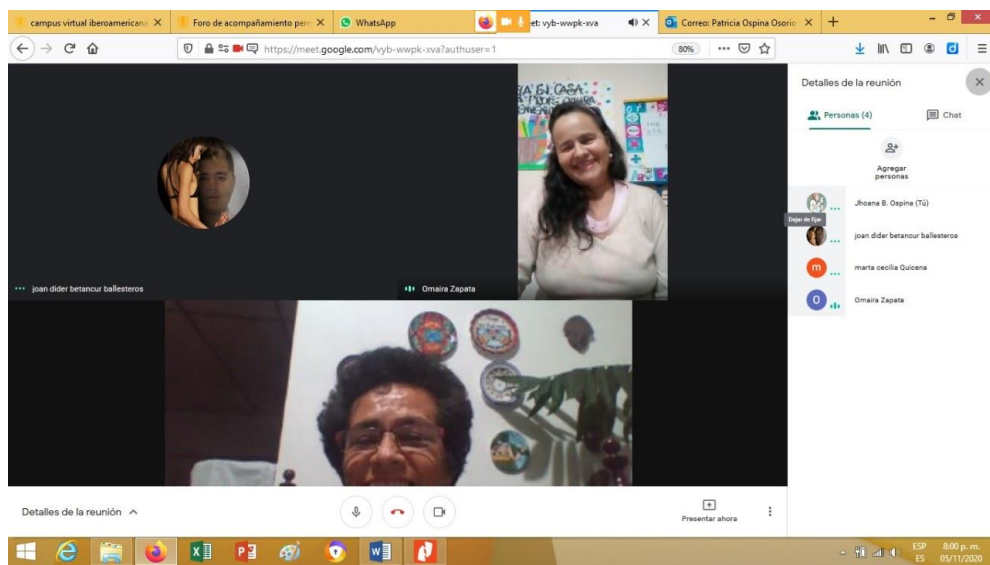 campus virtual iberoamericana
Foro de acompañamiento perm
WhatsApp
et: vyb-wwpk-xva
Correo: Patricia Ospina Osorio
https://meet.google.com/vyb-wwpk-xva?authuser=1
80%
Detalles de la reunión
Personas (4)
Chat
Agregar
personas
Jhoana B. Ospina (Tú)
Dejar de fijar
joan dider betancur ballesteros
m
marta cecilia Quicena
O
Omaira Zapata
EN CASA
joan dider betancur ballesteros
Omaira Zapata
Detalles de la reunión
Presentar ahora
ESP
8:00 p. m.
ES
05/11/2020